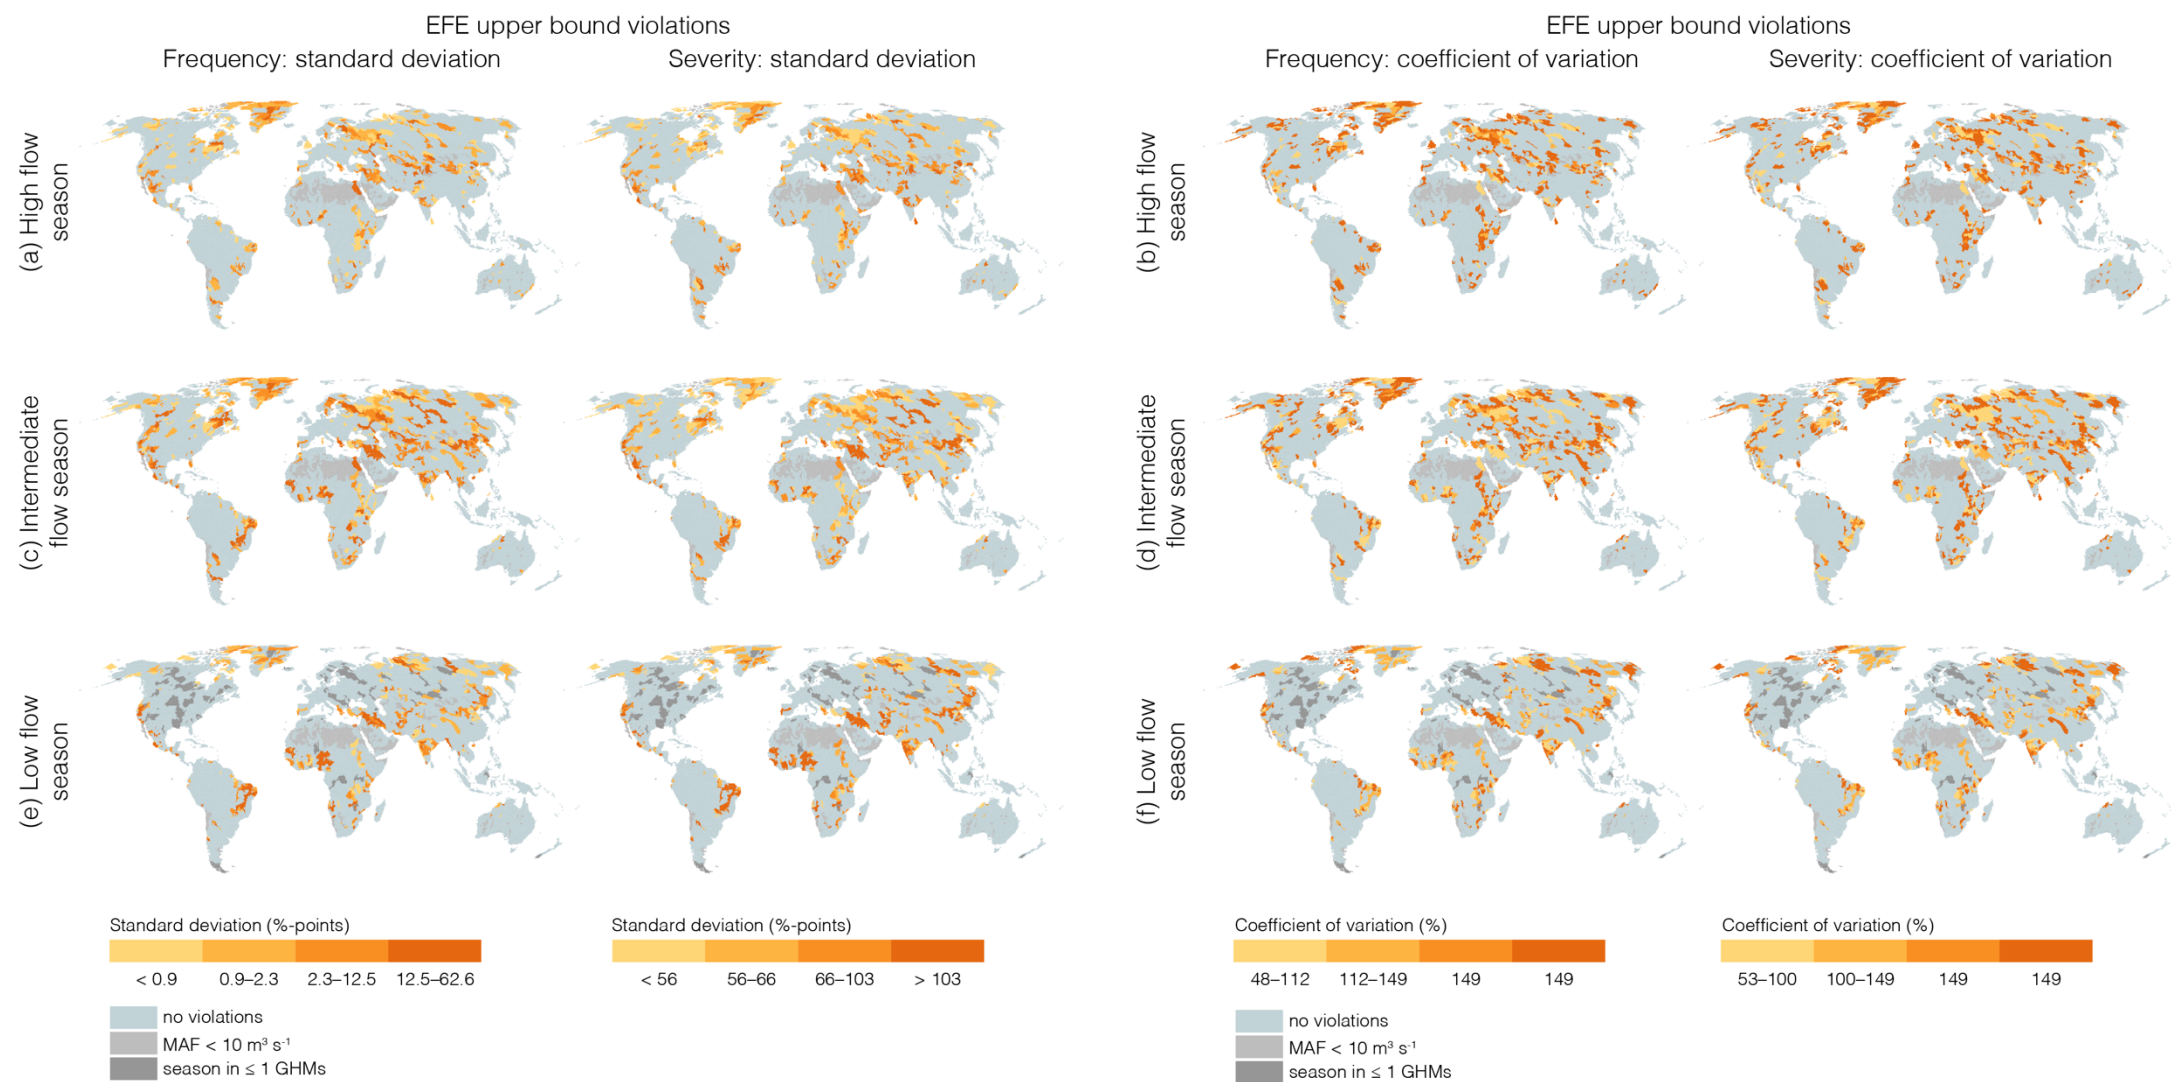 EFE upper bound violations
Frequency: standard deviation
Severity: standard deviation
EFE upper bound violations
Frequency: coefficient of variation
Severity: coefficient of variation
(a) High flow
season
(b) High flow
season
(c) Intermediate
flow season
(d) Intermediate
flow season
(e) Low flow
season
(f) Low flow
season
Standard deviation (%-points)
< 0.9 0.9–2.3 2.3–12.5 12.5–62.6
no violations
MAF < 10 m³ s⁻¹
season in ≤ 1 GHMs
Standard deviation (%-points)
< 56 56–66 66–103 > 103
Coefficient of variation (%)
48–112 112–149 149 149
no violations
MAF < 10 m³ s⁻¹
season in ≤ 1 GHMs
Coefficient of variation (%)
53–100 100–149 149 149